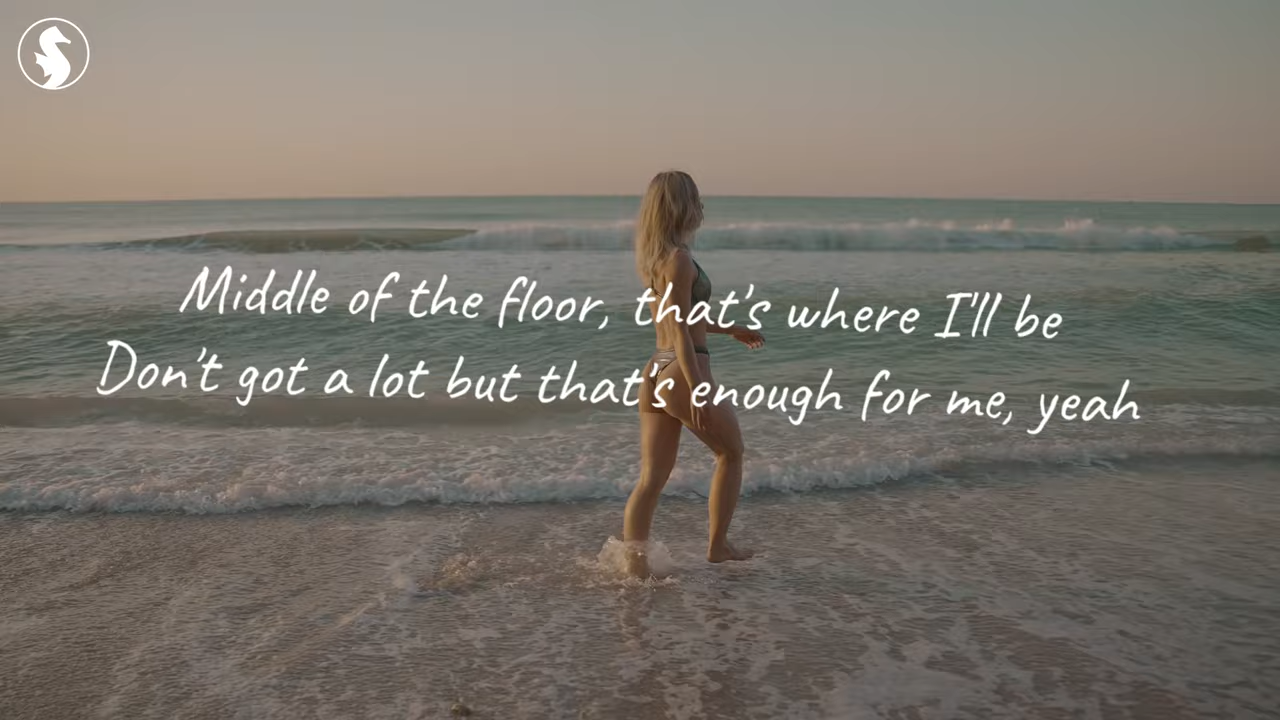 Middle of the floor, that's where I'll be
Don't got a lot but that's enough for me, yeah